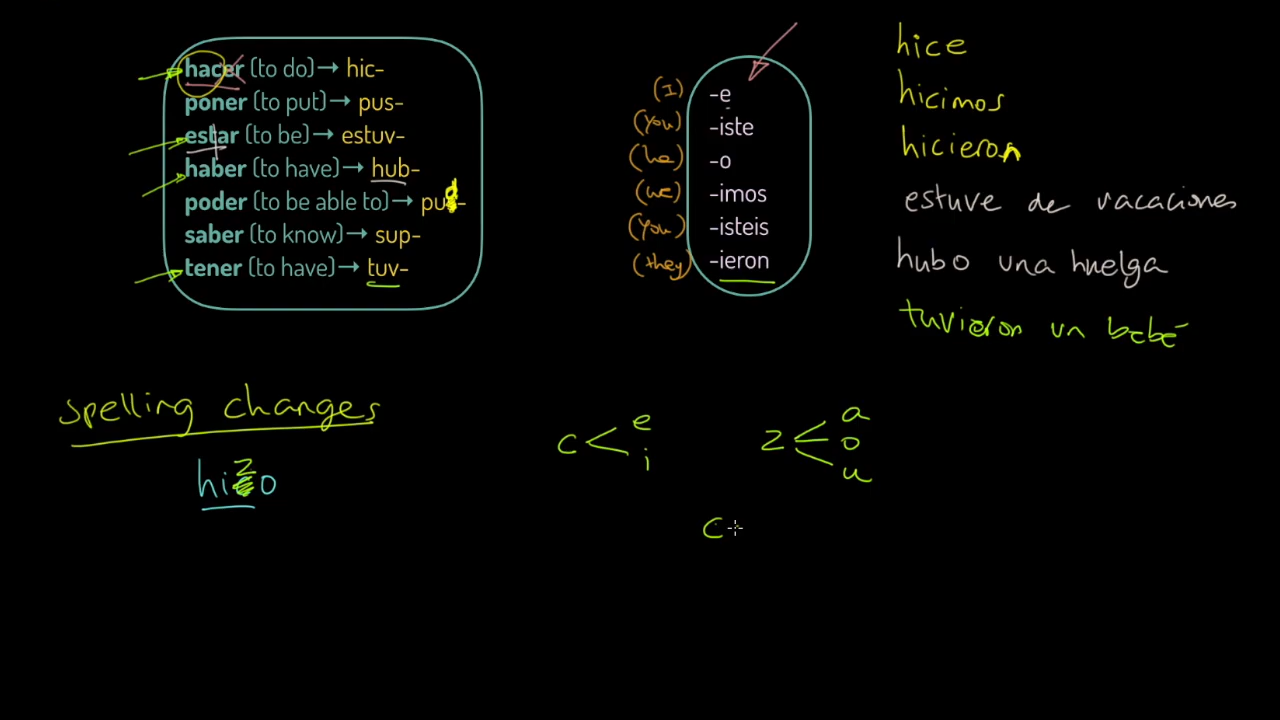 hacer (to do) → hic-
poner (to put) → pus-
estar (to be) → estuv-
haber (to have) → hub-
poder (to be able to) → pud-
saber (to know) → sup-
tener (to have) → tuv-
(I) -e
(you) -iste
(he) -o
(we) -imos
(you) -isteis
(they) -ieron
hice
hicimos
hicieron
estuve de vacaciones
hubo una huelga
tuvieron un bebé
spelling changes
hizo
c < e
i
z < a
o
u
c